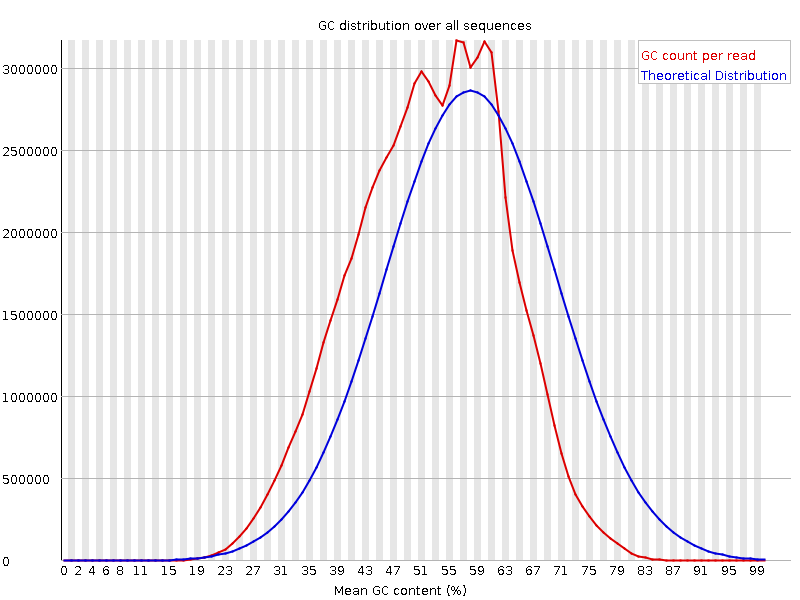 GC distribution over all sequences
GC count per read
Theoretical Distribution
3000000
2500000
2000000
1500000
1000000
500000
0
0 2 4 6 8 11 15 19 23 27 31 35 39 43 47 51 55 59 63 67 71 75 79 83 87 91 95 99
Mean GC content (%)